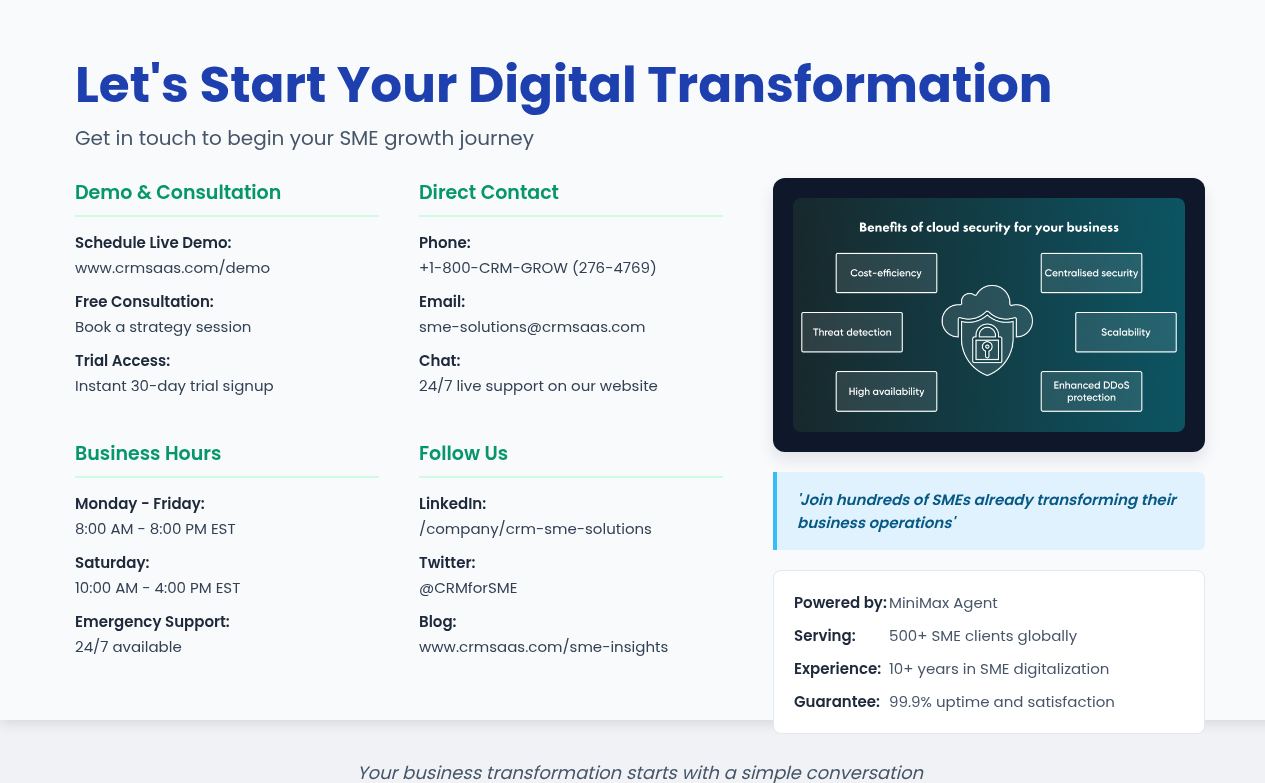 Let's Start Your Digital Transformation
Get in touch to begin your SME growth journey
Demo & Consultation
Schedule Live Demo:
www.crmsaas.com/demo
Free Consultation:
Book a strategy session
Trial Access:
Instant 30-day trial signup
Direct Contact
Phone:
+1-800-CRM-GROW (276-4769)
Email:
sme-solutions@crmsaas.com
Chat:
24/7 live support on our website
Business Hours
Monday - Friday:
8:00 AM - 8:00 PM EST
Saturday:
10:00 AM - 4:00 PM EST
Emergency Support:
24/7 available
Follow Us
LinkedIn:
/company/crm-sme-solutions
Twitter:
@CRMforSME
Blog:
www.crmsaas.com/sme-insights
Benefits of cloud security for your business
Cost-efficiency
Centralised security
Threat detection
Scalability
High availability
Enhanced DDoS
protection
'Join hundreds of SMEs already transforming their
business operations'
Powered by: MiniMax Agent
Serving: 500+ SME clients globally
Experience: 10+ years in SME digitalization
Guarantee: 99.9% uptime and satisfaction
Your business transformation starts with a simple conversation